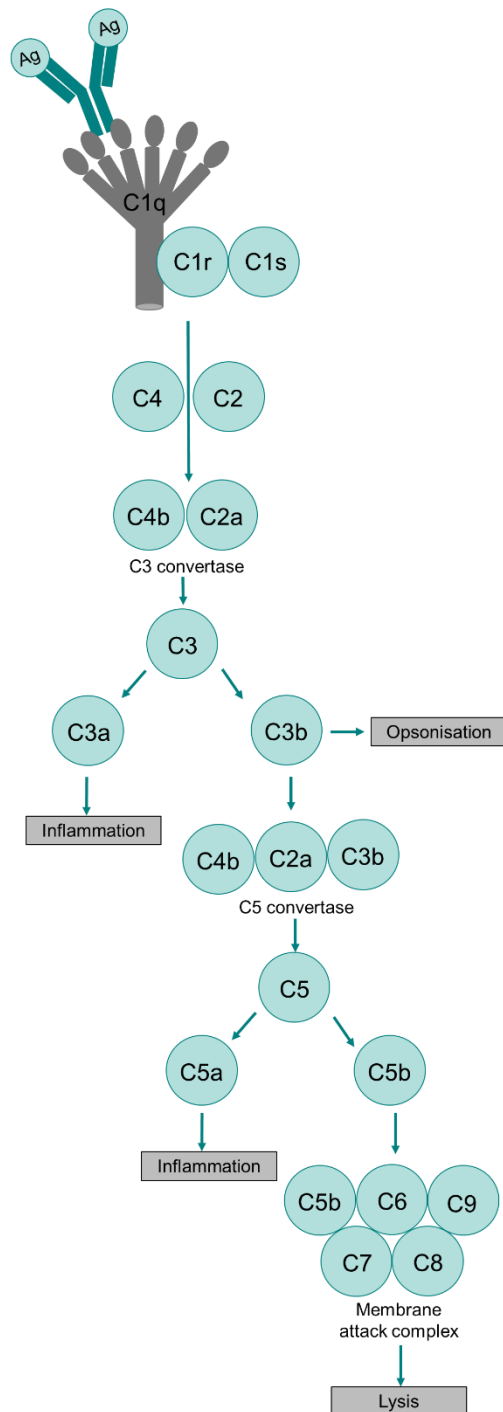 Ag
Ag
C1q
C1r C1s
C4 C2
C4b C2a
C3 convertase
C3
C3a C3b Opsonisation
Inflammation
C4b C2a C3b
C5 convertase
C5
C5a C5b
Inflammation
C5b C6 C9
C7 C8
Membrane
attack complex
Lysis